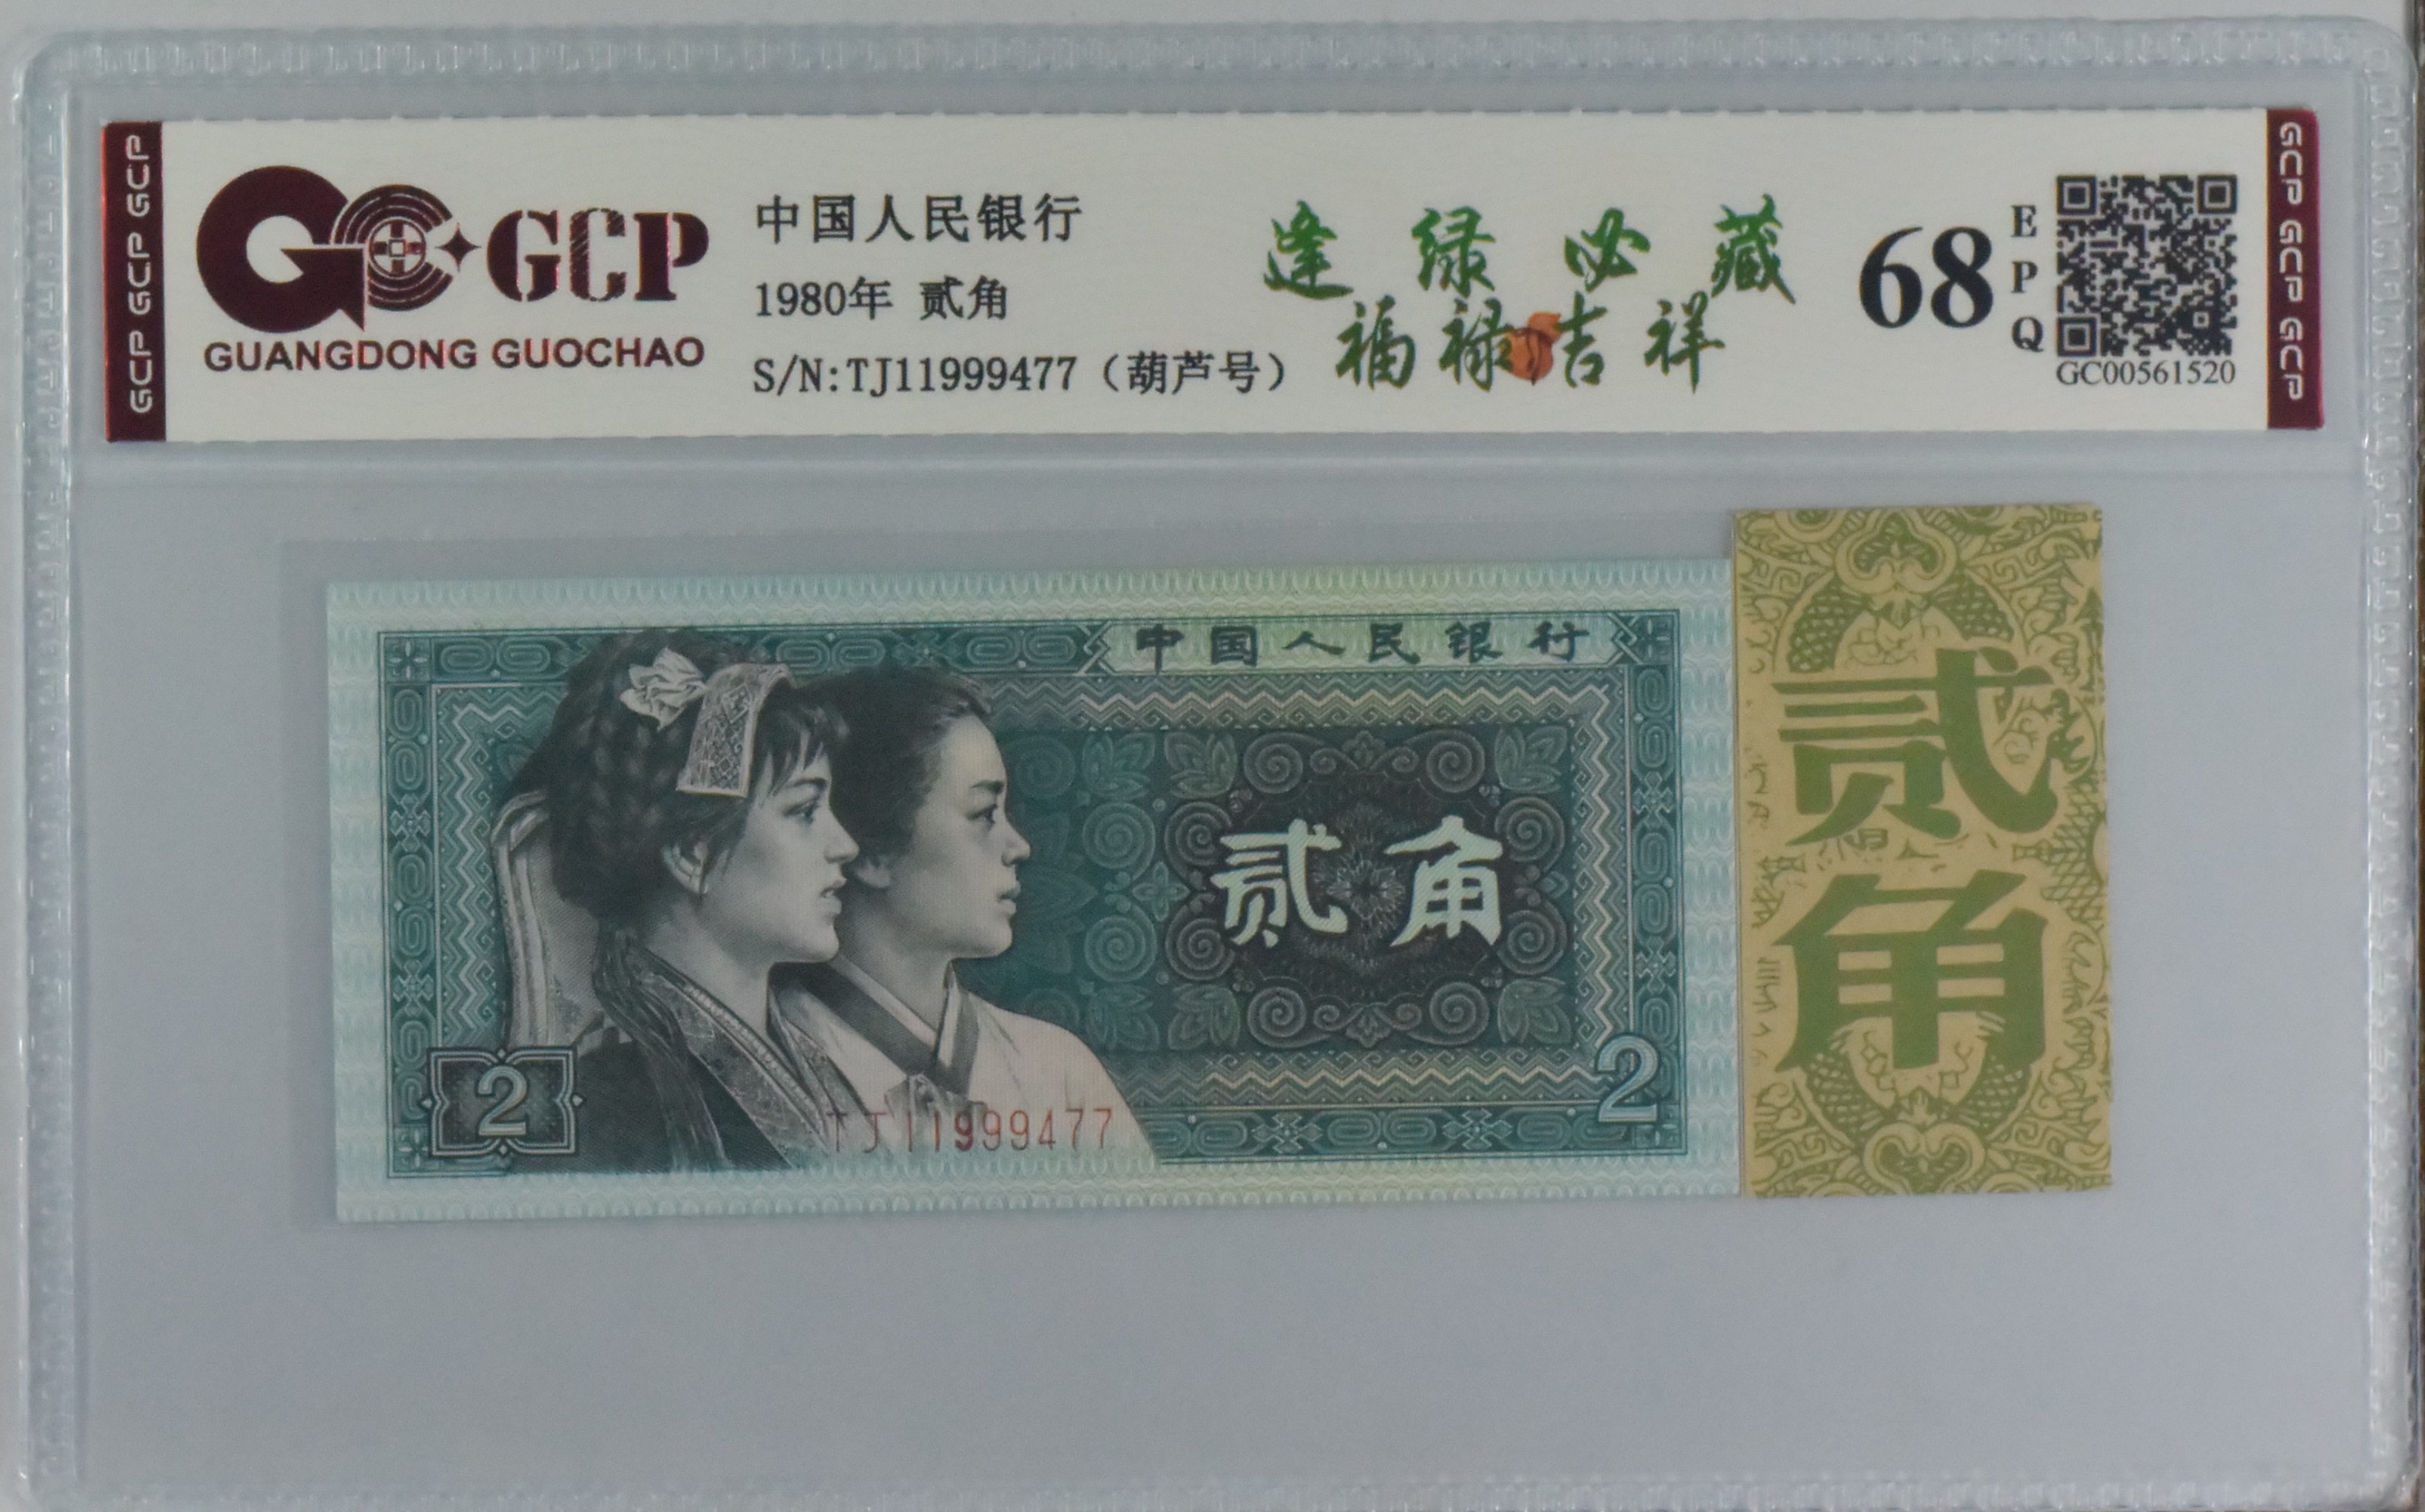 GCP GCP GCP
GCP
GUANGDONG GUOCHAO
中国人民银行
1980年 贰角
S/N:TJ11999477（葫芦号）
逢绿必藏
福禄吉祥
68
EPQ
GC00561520
GCP GCP GCP
中国人民银行
贰角
2
2
TJ11999477
贰角